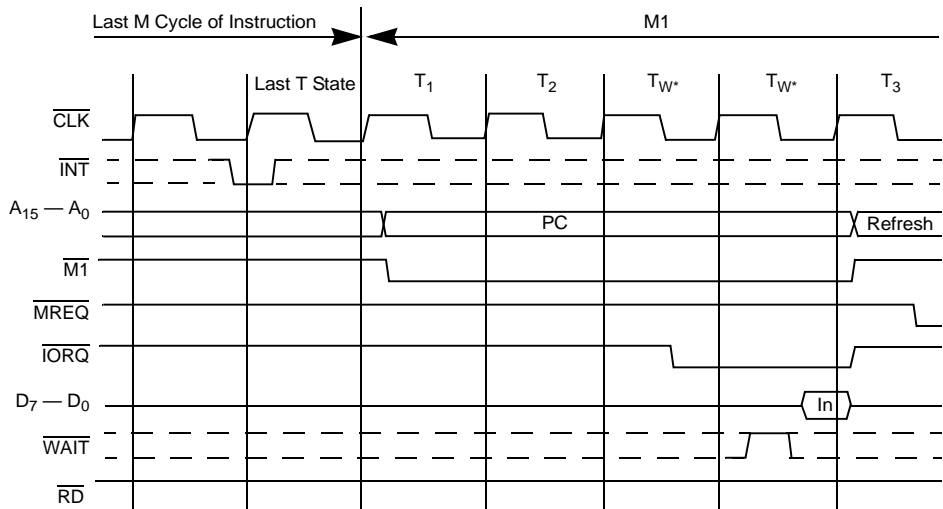 Last M Cycle of Instruction M1
Last T State T1 T2 TW* TW* T3
CLK
INT
A15 — A0 PC Refresh
M1
MREQ
IORQ
D7 — D0 In
WAIT
RD